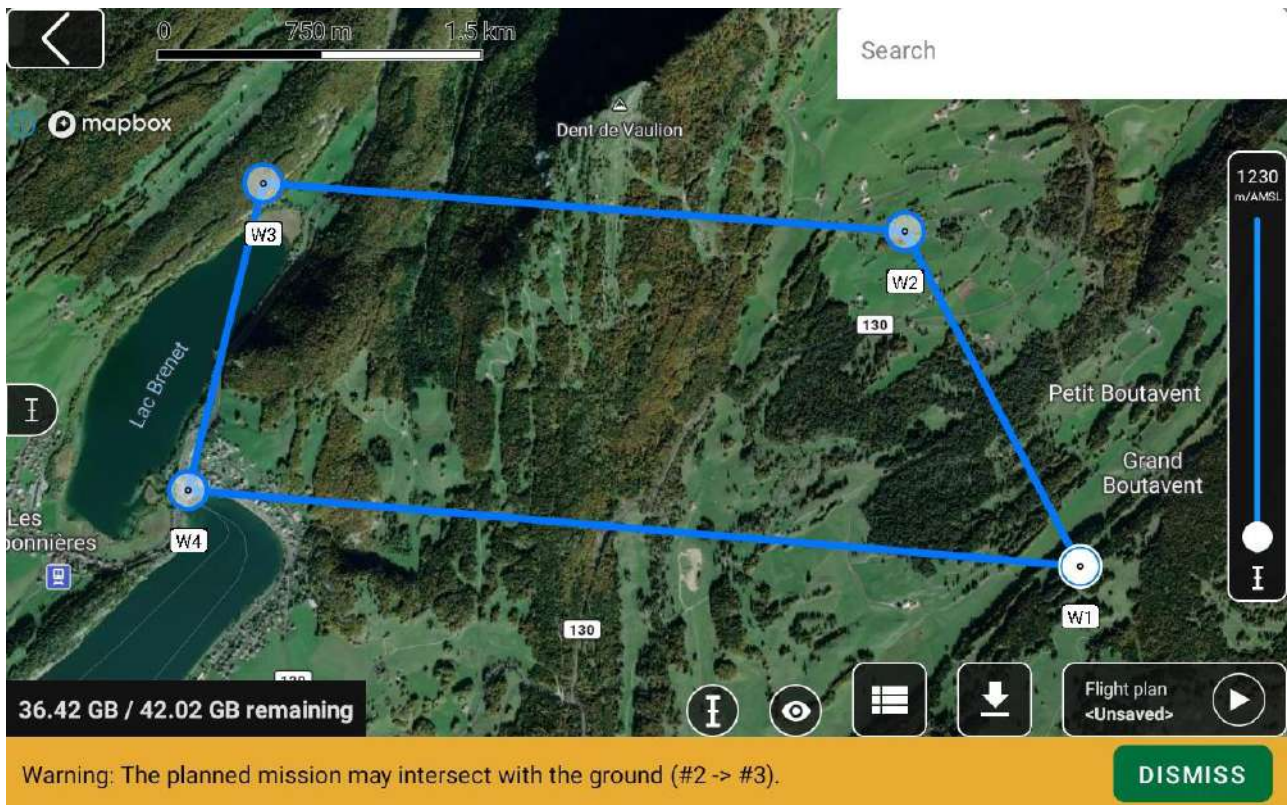 0 750 m 1.5 km
Search
mapbox
Dent de Vaulion
1230
m/AMSL
W3
W2
130
Lac Brenet
Petit Boutavent
Grand
Boutavent
Les
W4
W1
130
Flight plan
<Unsaved>
36.42 GB / 42.02 GB remaining
Warning: The planned mission may intersect with the ground (#2 -> #3).
DISMISS